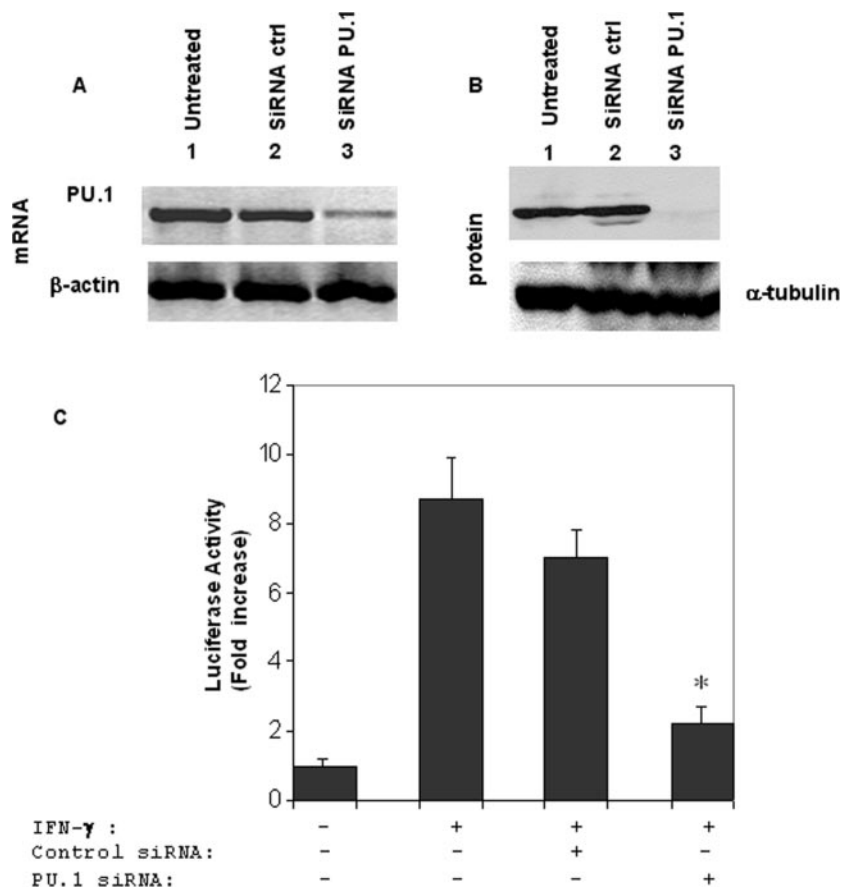 A
Untreated
SiRNA ctrl
SiRNA PU.1
1 2 3
mRNA
PU.1
β-actin
B
Untreated
SiRNA ctrl
SiRNA PU.1
1 2 3
protein
α-tubulin
C
Luciferase Activity
(Fold increase)
12
10
8
6
4
2
0
*
IFN-γ : - + + +
Control siRNA: - - + -
PU.1 siRNA: - - - +